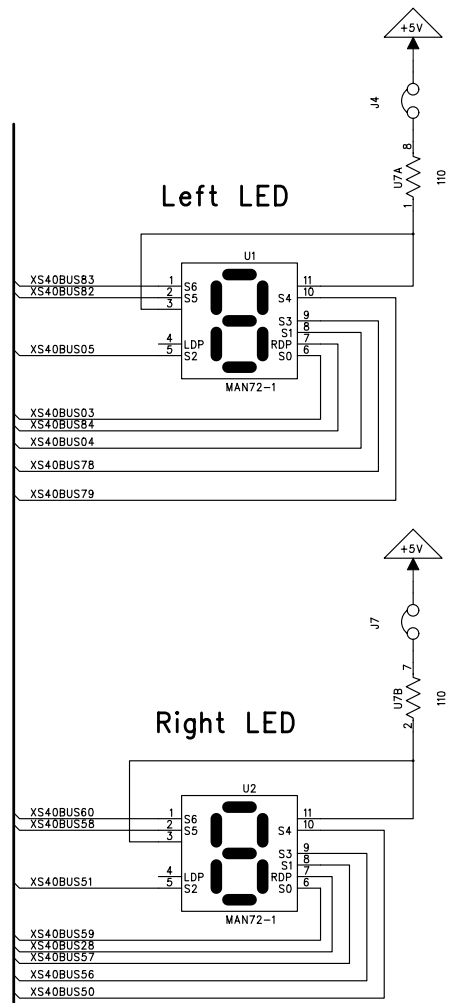 +5V
J4
8
U7A
110
1
Left LED
U1
XS40BUS83 1 S6 11
XS40BUS82 2 S5 S4 10
3
S3 9
S1 8
4 LDP RDP 7
XS40BUS05 5 S2 S0 6
MAN72-1
XS40BUS03
XS40BUS84
XS40BUS04
XS40BUS78
XS40BUS79
+5V
J7
7
U7B
110
2
Right LED
U2
XS40BUS60 1 S6 11
XS40BUS58 2 S5 S4 10
3
S3 9
S1 8
4 LDP RDP 7
XS40BUS51 5 S2 S0 6
MAN72-1
XS40BUS59
XS40BUS28
XS40BUS57
XS40BUS56
XS40BUS50